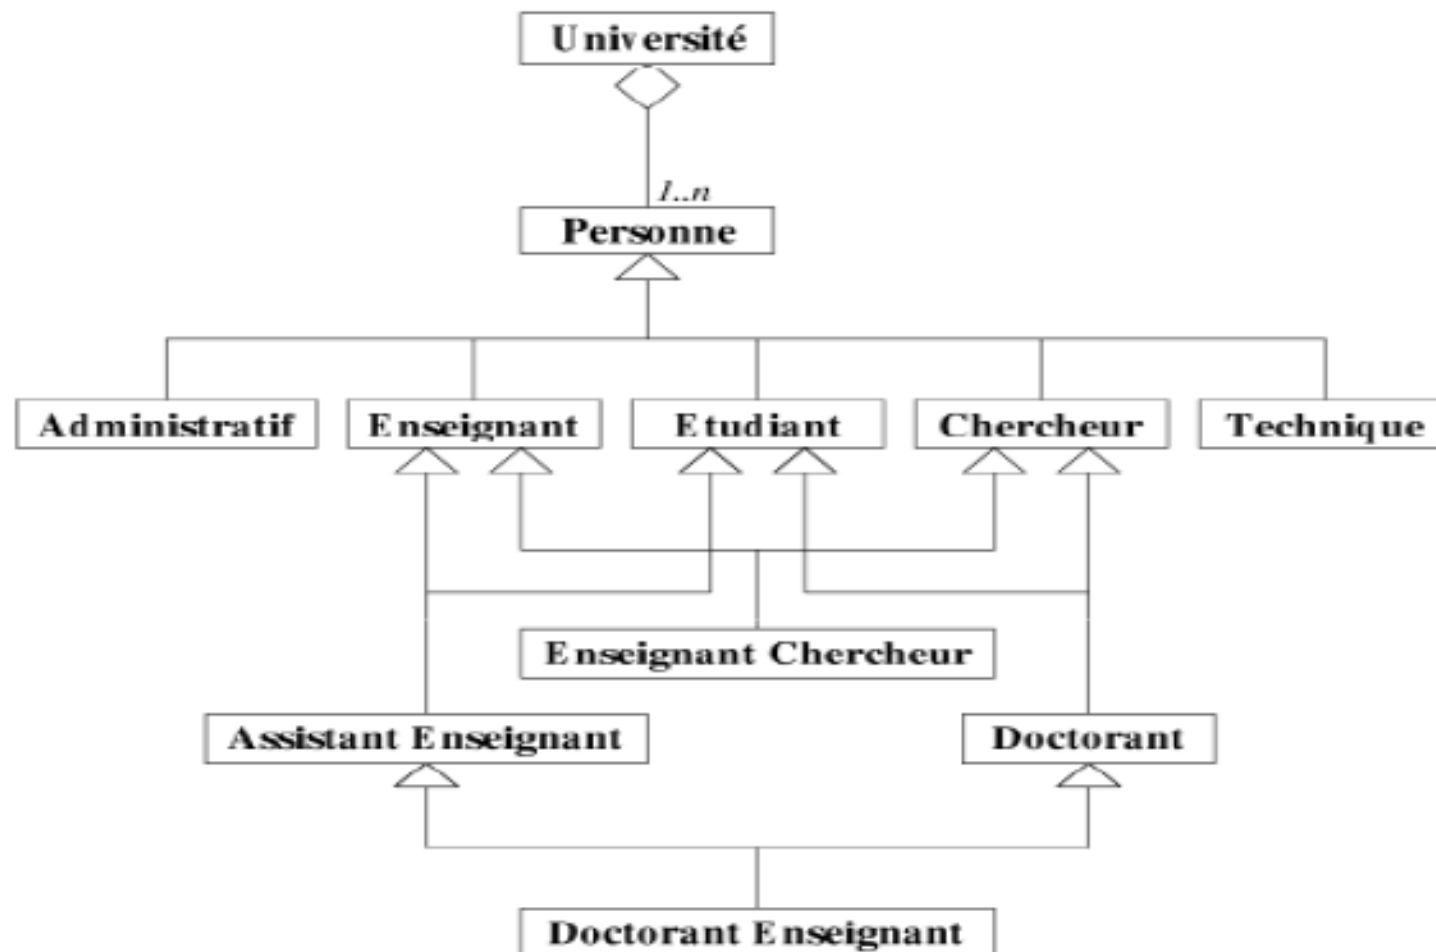 Université
1..n
Personne
Administratif
Enseignant
Etudiant
Chercheur
Technique
Enseignant Chercheur
Assistant Enseignant
Doctorant
Doctorant Enseignant